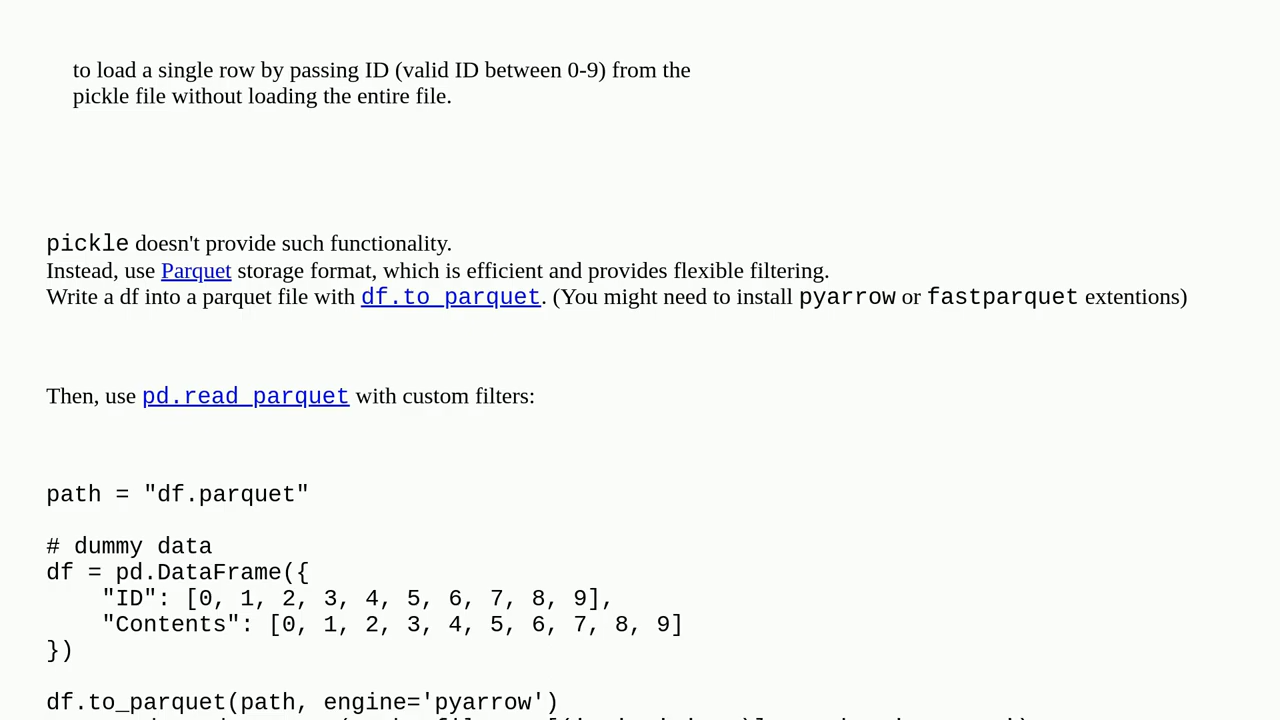 to load a single row by passing ID (valid ID between 0-9) from the
pickle file without loading the entire file.
pickle doesn't provide such functionality.
Instead, use Parquet storage format, which is efficient and provides flexible filtering.
Write a df into a parquet file with df.to_parquet. (You might need to install pyarrow or fastparquet extentions)
Then, use pd.read_parquet with custom filters:
path = "df.parquet"
# dummy data
df = pd.DataFrame({
    "ID": [0, 1, 2, 3, 4, 5, 6, 7, 8, 9],
    "Contents": [0, 1, 2, 3, 4, 5, 6, 7, 8, 9]
})
df.to_parquet(path, engine='pyarrow')